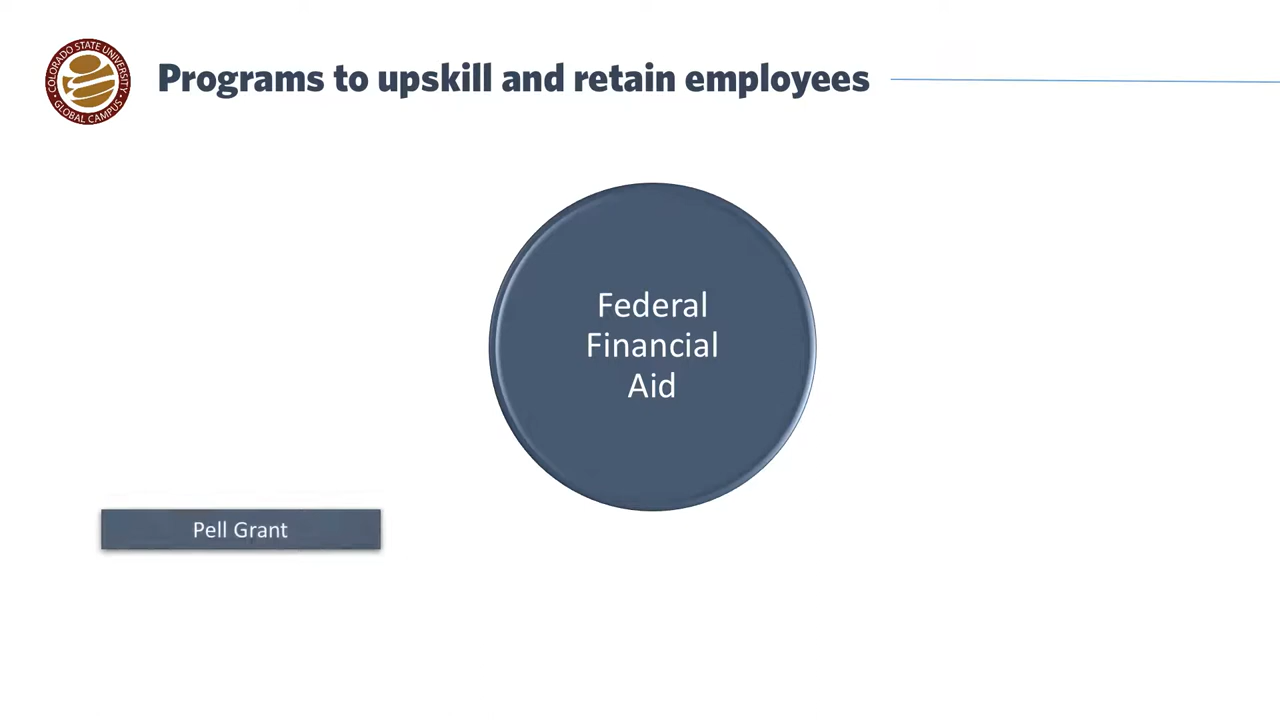 COLORADO STATE UNIVERSITY
GLOBAL CAMPUS
Programs to upskill and retain employees
Federal
Financial
Aid
Pell Grant